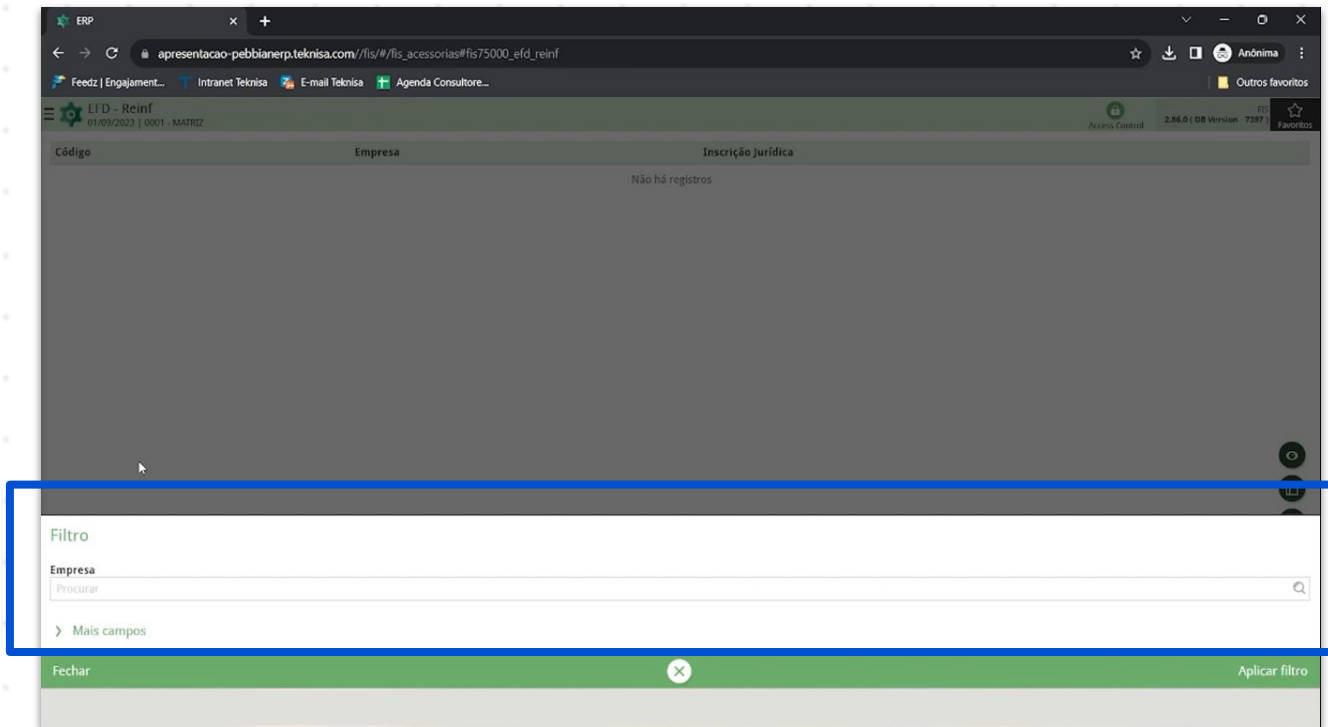 ERP
apresentacao-pebbianerp.teknisa.com//fis/#/fis_acessorias#fis75000_efd_reinf
Anônima
Feedz | Engajament... Intranet Teknisa E-mail Teknisa Agenda Consultore... Outros favoritos
EFD - Reinf
01/09/2023 | 0001 - MATRIZ
Access Control
FIS
2.86.0 ( DB Version - 7397 )
Favoritos
Código Empresa Inscrição Jurídica
Não há registros
Filtro
Empresa
Procurar
Mais campos
Fechar Aplicar filtro